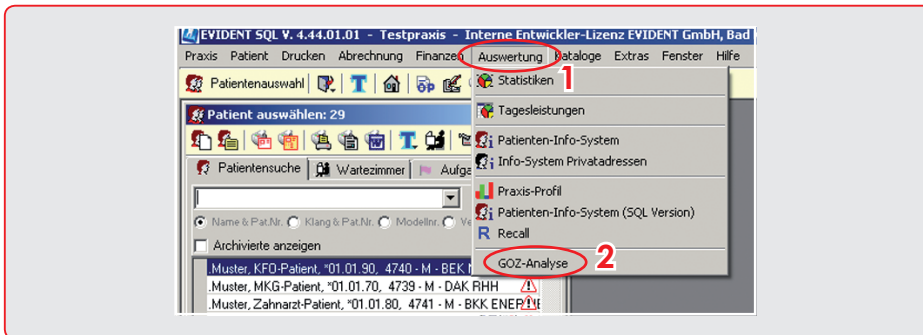 EVIDENT SQL V. 4.44.01.01 - Testpraxis - Interne Entwickler-Lizenz EVIDENT GmbH, Bad
Praxis Patient Drucken Abrechnung Finanzen Auswertung Kataloge Extras Fenster Hilfe
1
Patientenauswahl
Statistiken
Patient auswählen: 29
Tagesleistungen
Patienten-Info-System
Info-System Privatadressen
Patientensuche Wartezimmer Aufga
Praxis-Profil
Name & Pat.Nr. Klang & Pat.Nr. Modellnr. Ve
Patienten-Info-System (SQL Version)
R Recall
Archivierte anzeigen
GOZ-Analyse 2
.Muster, KFO-Patient, *01.01.90, 4740 - M - BEK
.Muster, MKG-Patient, *01.01.70, 4739 - M - DAK RHH
.Muster, Zahnarzt-Patient, *01.01.80, 4741 - M - BKK ENERGIE